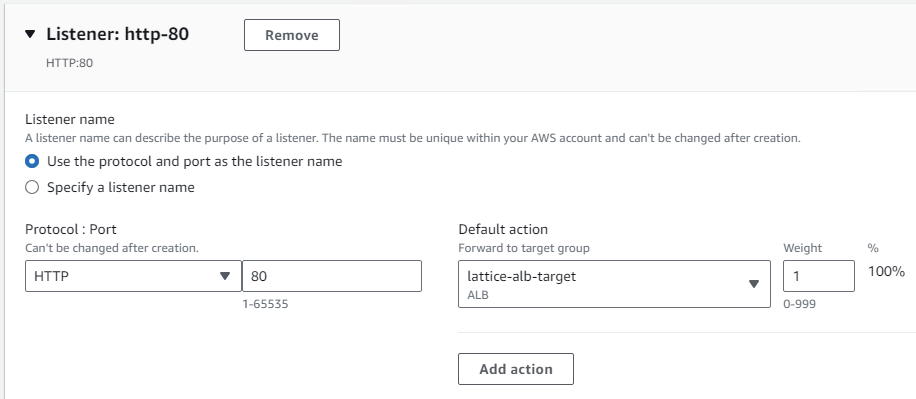 Listener: http-80
Remove
HTTP:80
Listener name
A listener name can describe the purpose of a listener. The name must be unique within your AWS account and can't be changed after creation.
Use the protocol and port as the listener name
Specify a listener name
Protocol : Port
Can't be changed after creation.
HTTP
80
1-65535
Default action
Forward to target group
Weight
%
lattice-alb-target
ALB
1
100%
0-999
Add action